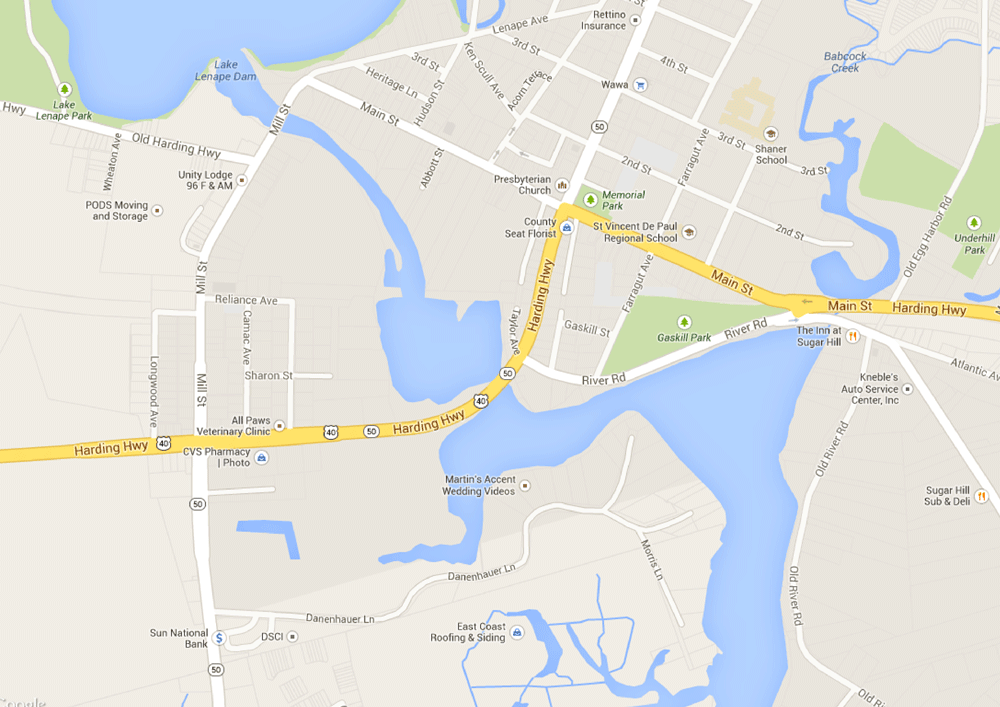 Rettino
Insurance
Lenape Ave
3rd St
4th St
Babcock
Creek
Lake
Lenape Dam
3rd St
Heritage Ln
Ken Scull Ave
Acorn Terrace
Wawa
Hudson St
Lake
Lenape Park
Hwy
Mill St
Main St
50
Old Harding Hwy
Wheaton Ave
Abbott St
2nd St
Farragut Ave
3rd St
Shaner
School
3rd St
Unity Lodge
96 F & AM
PODS Moving
and Storage
Presbyterian
Church
Memorial
Park
County
Seat Florist
St Vincent De Paul
Regional School
2nd St
Old Egg Harbor Rd
Underhill
Park
Mill St
Harding Hwy
Farragut Ave
Main St
Main St
Harding Hwy
Reliance Ave
Camac Ave
Taylor Ave
Gaskill St
Gaskill Park
River Rd
The Inn at
Sugar Hill
Longwood Ave
Sharon St
Mill St
50
River Rd
Atlantic Av
Kneble's
Auto Service
Center, Inc
40
All Paws
Veterinary Clinic
40
50
Harding Hwy
Harding Hwy
40
CVS Pharmacy
| Photo
Old River Rd
Martin's Accent
Wedding Videos
Sugar Hill
Sub & Deli
50
Morris Ln
Danenhauer Ln
Old River Rd
Danenhauer Ln
Sun National
Bank
$
DSCI
East Coast
Roofing & Siding
50
Old Ri